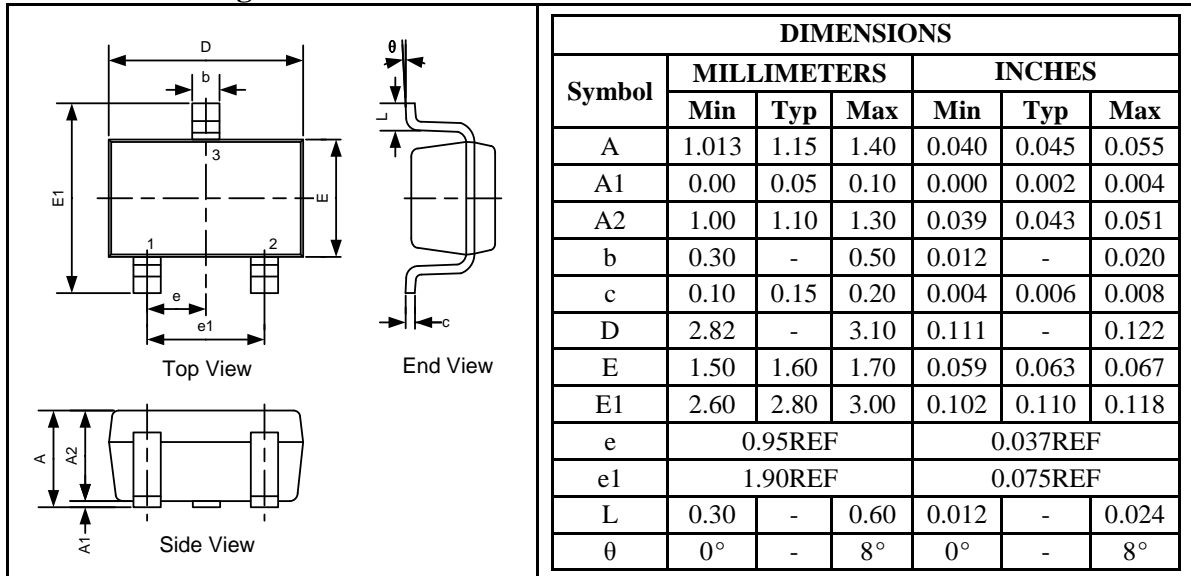 D
b
3
E1
E
1
2
e
e1
Top View
θ
L
c
End View
A
A2
A1
Side View
DIMENSIONS
Symbol MILLIMETERS INCHES
Min Typ Max Min Typ Max
A 1.013 1.15 1.40 0.040 0.045 0.055
A1 0.00 0.05 0.10 0.000 0.002 0.004
A2 1.00 1.10 1.30 0.039 0.043 0.051
b 0.30 - 0.50 0.012 - 0.020
c 0.10 0.15 0.20 0.004 0.006 0.008
D 2.82 - 3.10 0.111 - 0.122
E 1.50 1.60 1.70 0.059 0.063 0.067
E1 2.60 2.80 3.00 0.102 0.110 0.118
e 0.95REF 0.037REF
e1 1.90REF 0.075REF
L 0.30 - 0.60 0.012 - 0.024
θ 0° - 8° 0° - 8°